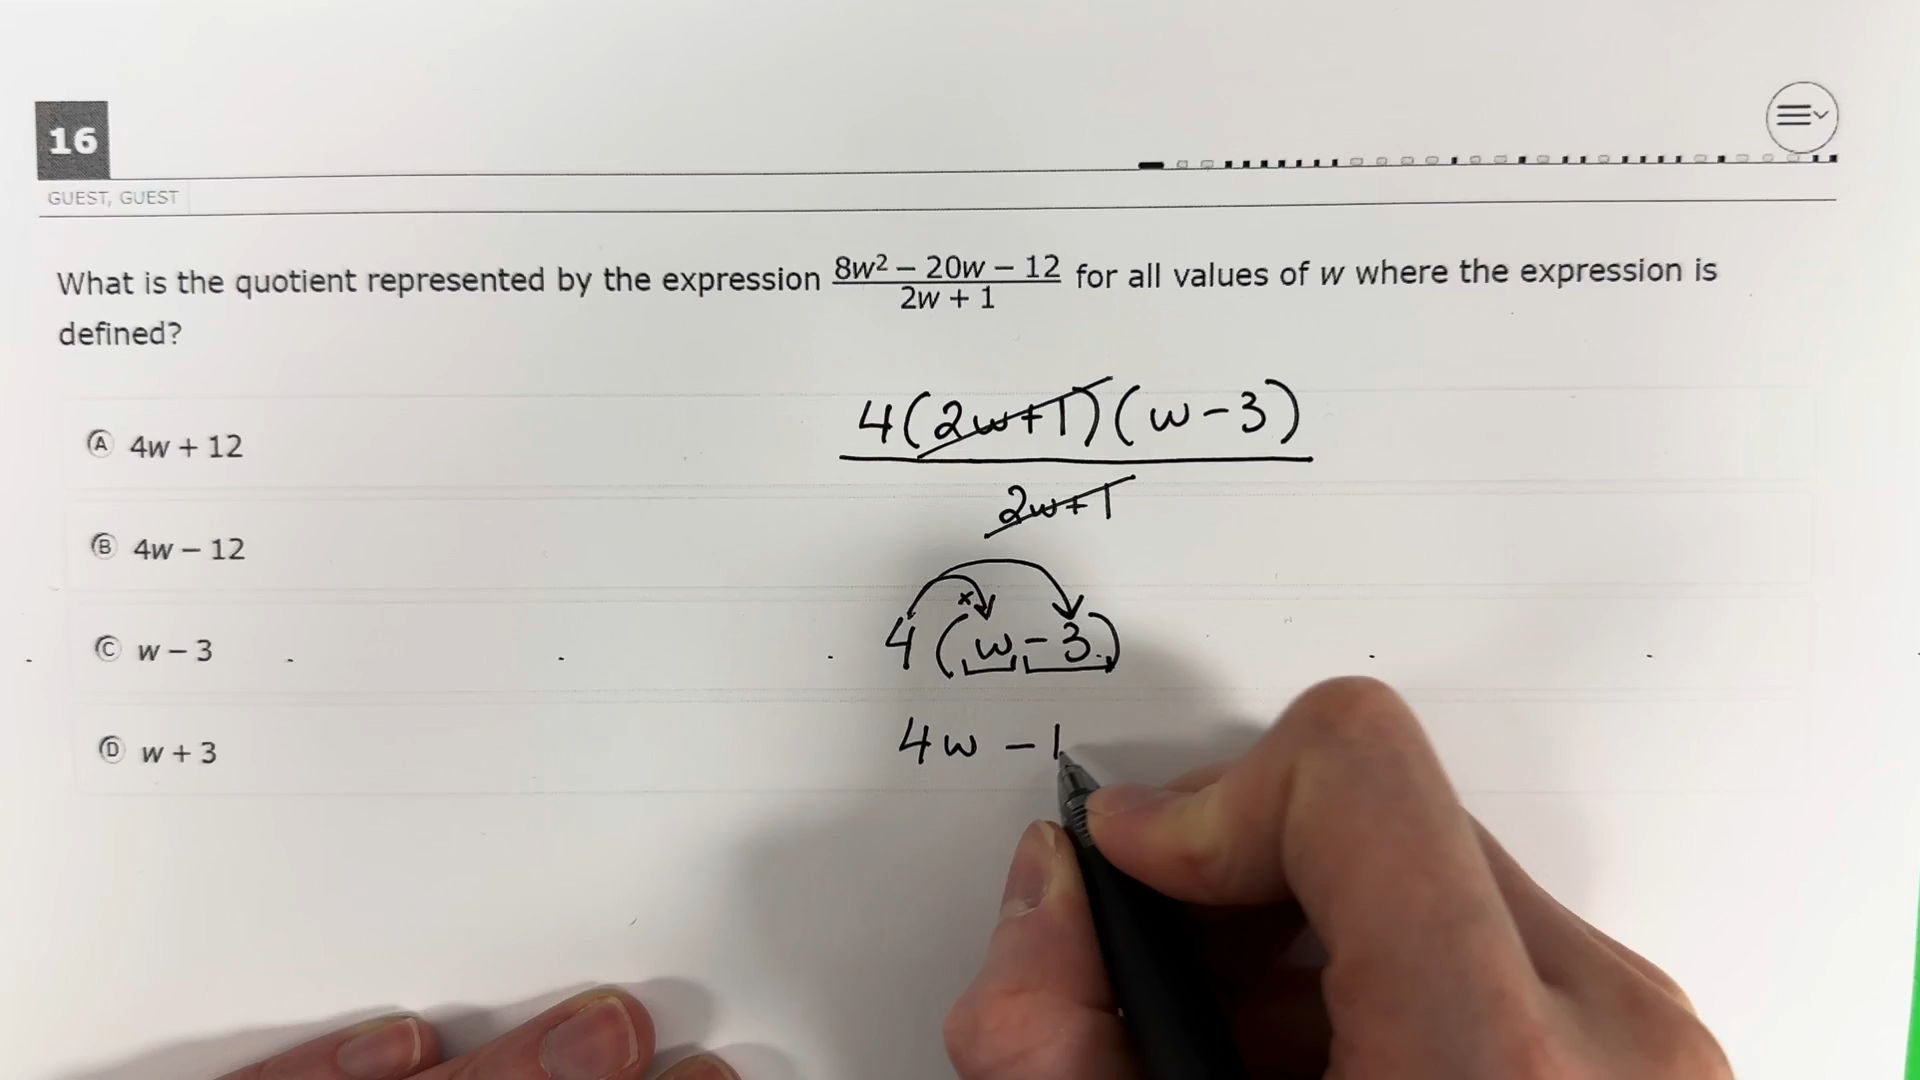 16
GUEST, GUEST
What is the quotient represented by the expression (8w² − 20w − 12)/(2w + 1) for all values of w where the expression is
defined?
A 4w + 12
B 4w − 12
C w − 3
D w + 3
4(2w+1)(w−3)
2w+1
×
4(w−3)
4w −1